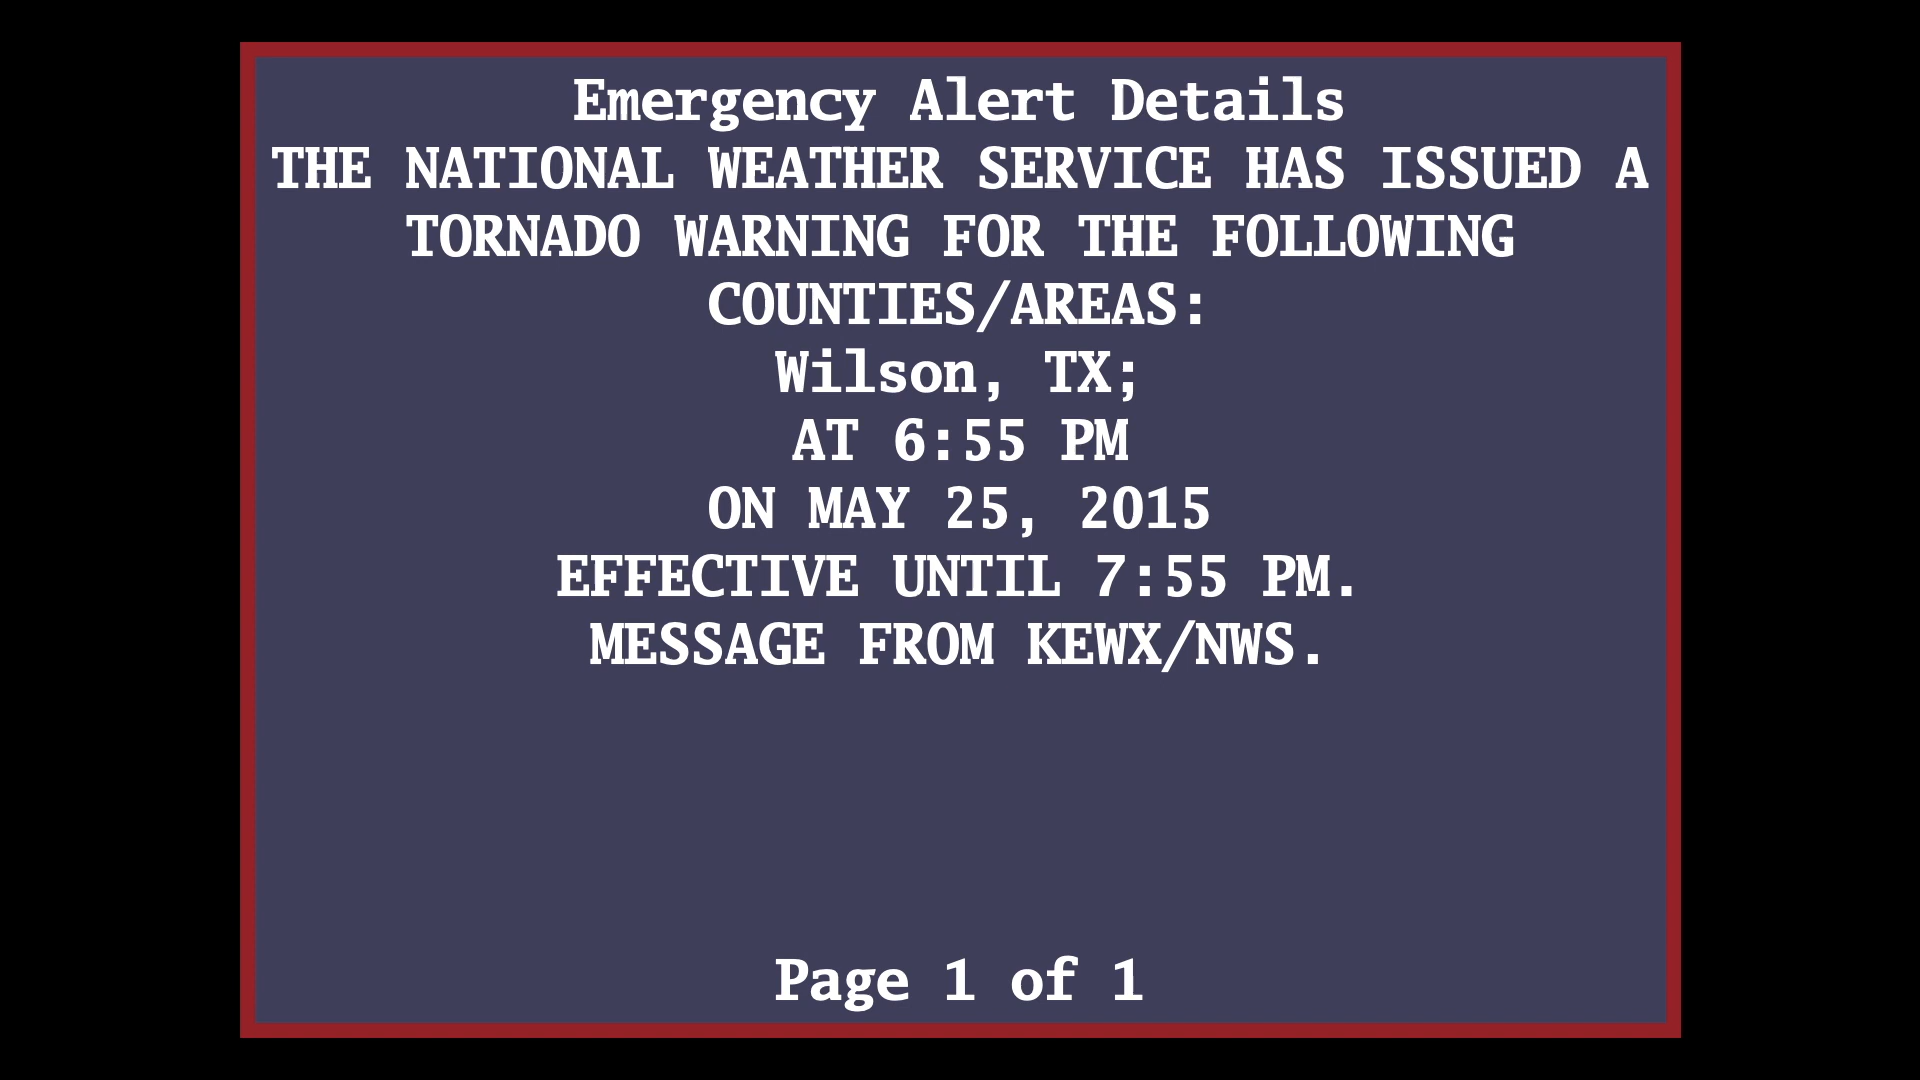 Emergency Alert Details
THE NATIONAL WEATHER SERVICE HAS ISSUED A
TORNADO WARNING FOR THE FOLLOWING
COUNTIES/AREAS:
Wilson, TX;
AT 6:55 PM
ON MAY 25, 2015
EFFECTIVE UNTIL 7:55 PM.
MESSAGE FROM KEWX/NWS.
Page 1 of 1